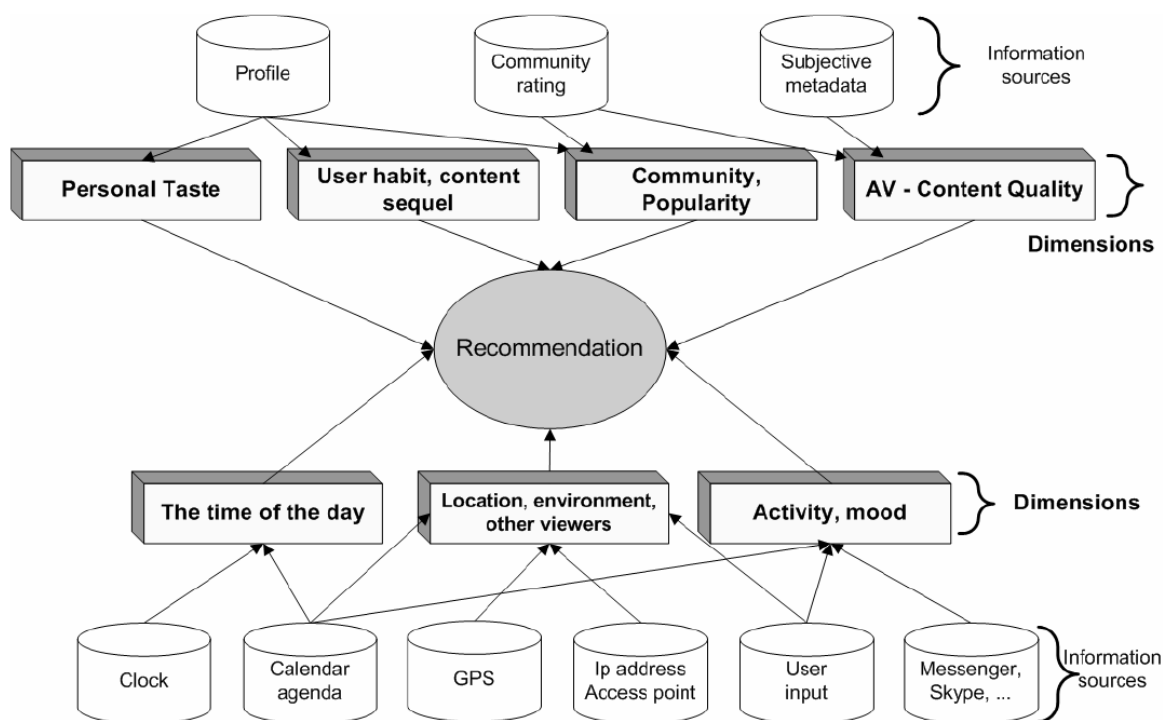 Profile
Community
rating
Subjective
metadata
Information
sources
Personal Taste
User habit, content
sequel
Community,
Popularity
AV - Content Quality
Dimensions
Recommendation
The time of the day
Location, environment,
other viewers
Activity, mood
Dimensions
Clock
Calendar
agenda
GPS
Ip address
Access point
User
input
Messenger,
Skype, ...
Information
sources